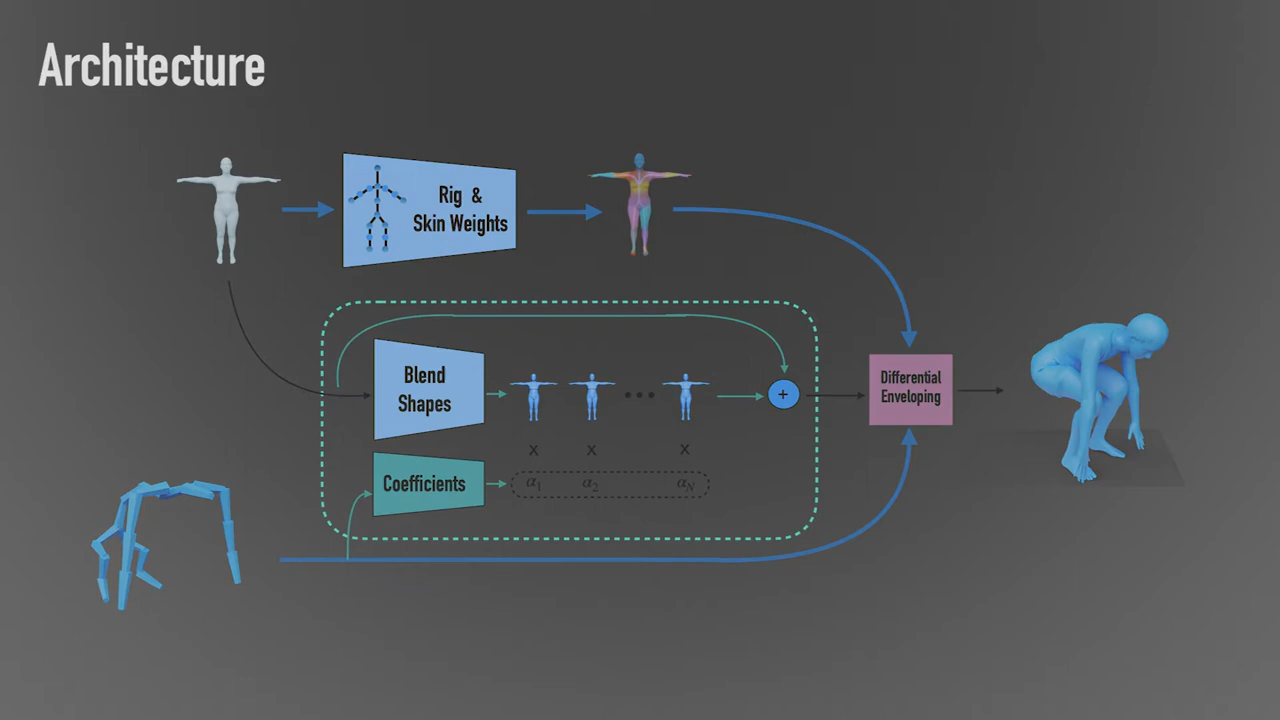 Architecture
Rig &
Skin Weights
Blend
Shapes
+
Differential
Enveloping
x x x
Coefficients
α1 α2 αN